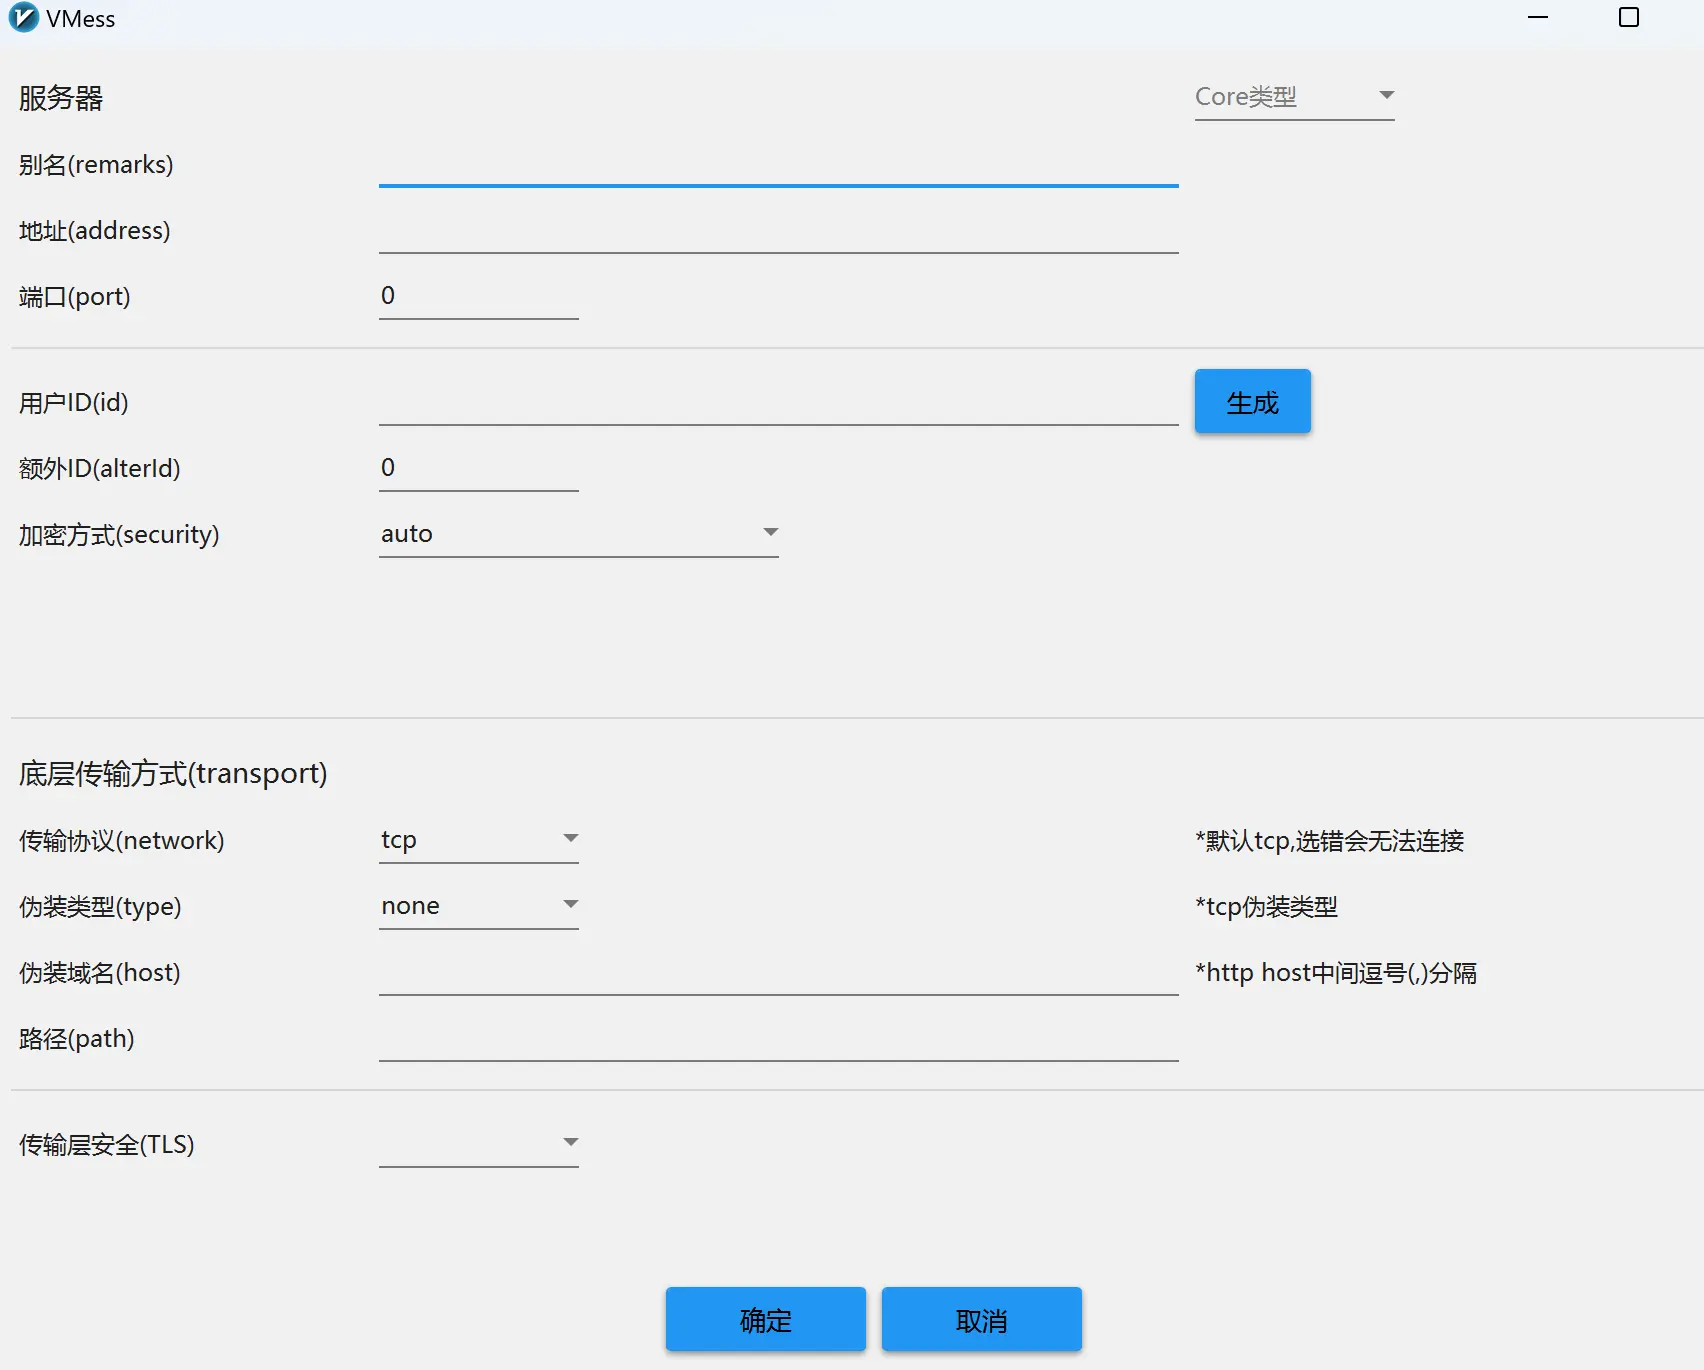 VMess
服务器 Core类型
别名(remarks)
地址(address)
端口(port) 0
用户ID(id) 生成
额外ID(alterId) 0
加密方式(security) auto
底层传输方式(transport)
传输协议(network) tcp *默认tcp,选错会无法连接
伪装类型(type) none *tcp伪装类型
伪装域名(host) *http host中间逗号(,)分隔
路径(path)
传输层安全(TLS)
确定 取消